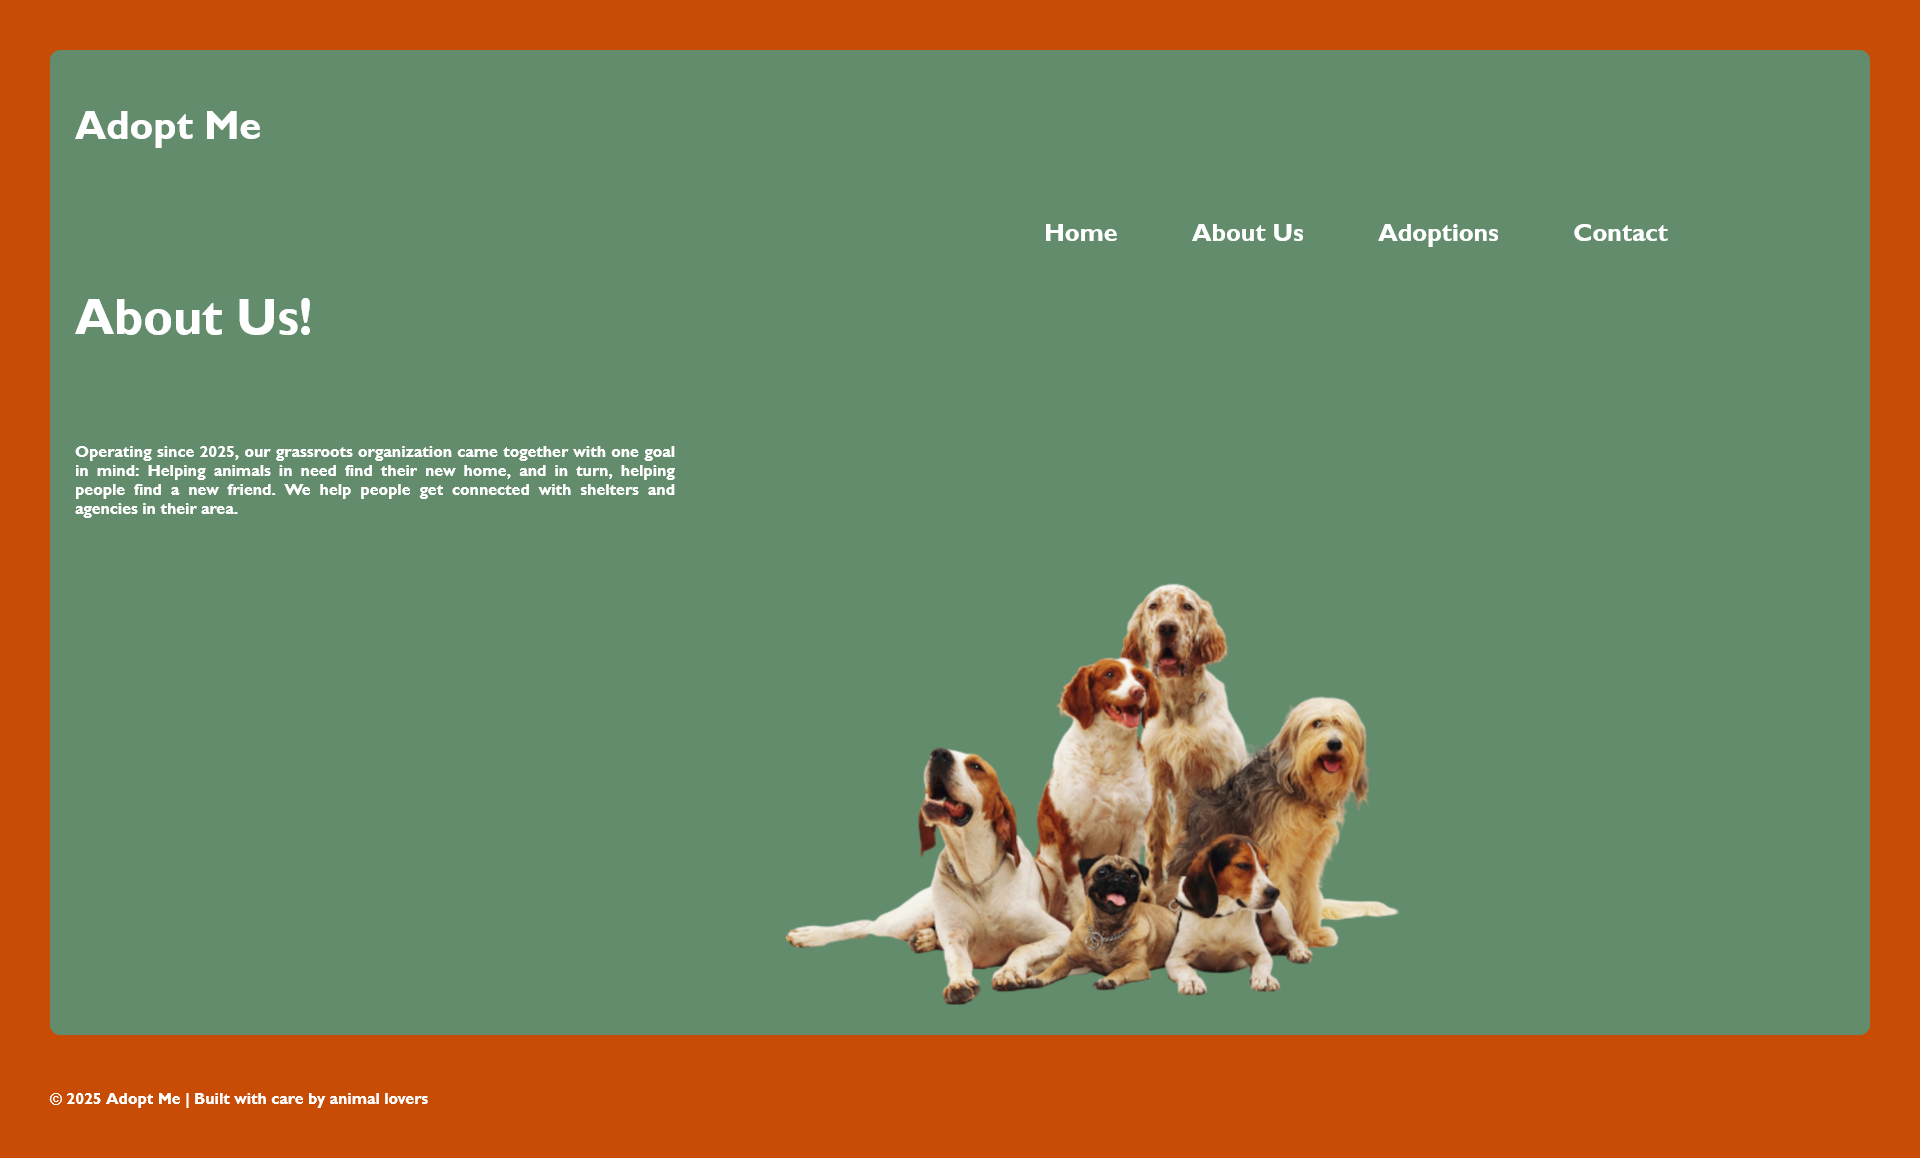 Adopt Me
Home About Us Adoptions Contact
About Us!
Operating since 2025, our grassroots organization came together with one goal
in mind: Helping animals in need find their new home, and in turn, helping
people find a new friend. We help people get connected with shelters and
agencies in their area.
© 2025 Adopt Me | Built with care by animal lovers